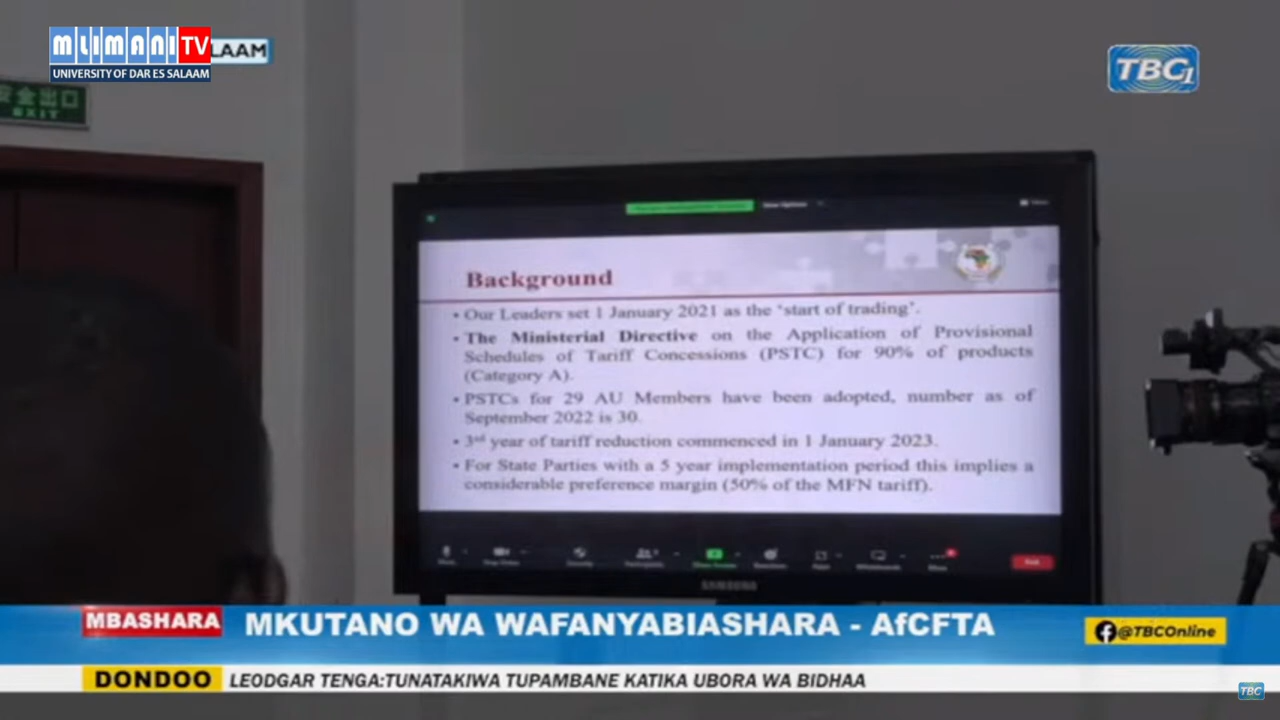 MLIMANI TV
UNIVERSITY OF DAR ES SALAAM
LAAM
TBC1
安全出口
EXIT
Background
• Our Leaders set 1 January 2021 as the 'start of trading'.
• The Ministerial Directive on the Application of Provisional
Schedules of Tariff Concessions (PSTC) for 90% of products
(Category A).
• PSTCs for 29 AU Members have been adopted, number as of
September 2022 is 30.
• 3rd year of tariff reduction commenced in 1 January 2023.
• For State Parties with a 5 year implementation period this implies a
considerable preference margin (50% of the MFN tariff).
SAMSUNG
MBASHARA
MKUTANO WA WAFANYABIASHARA - AfCFTA
@TBCOnline
DONDOO
LEODGAR TENGA:TUNATAKIWA TUPAMBANE KATIKA UBORA WA BIDHAA
TBC